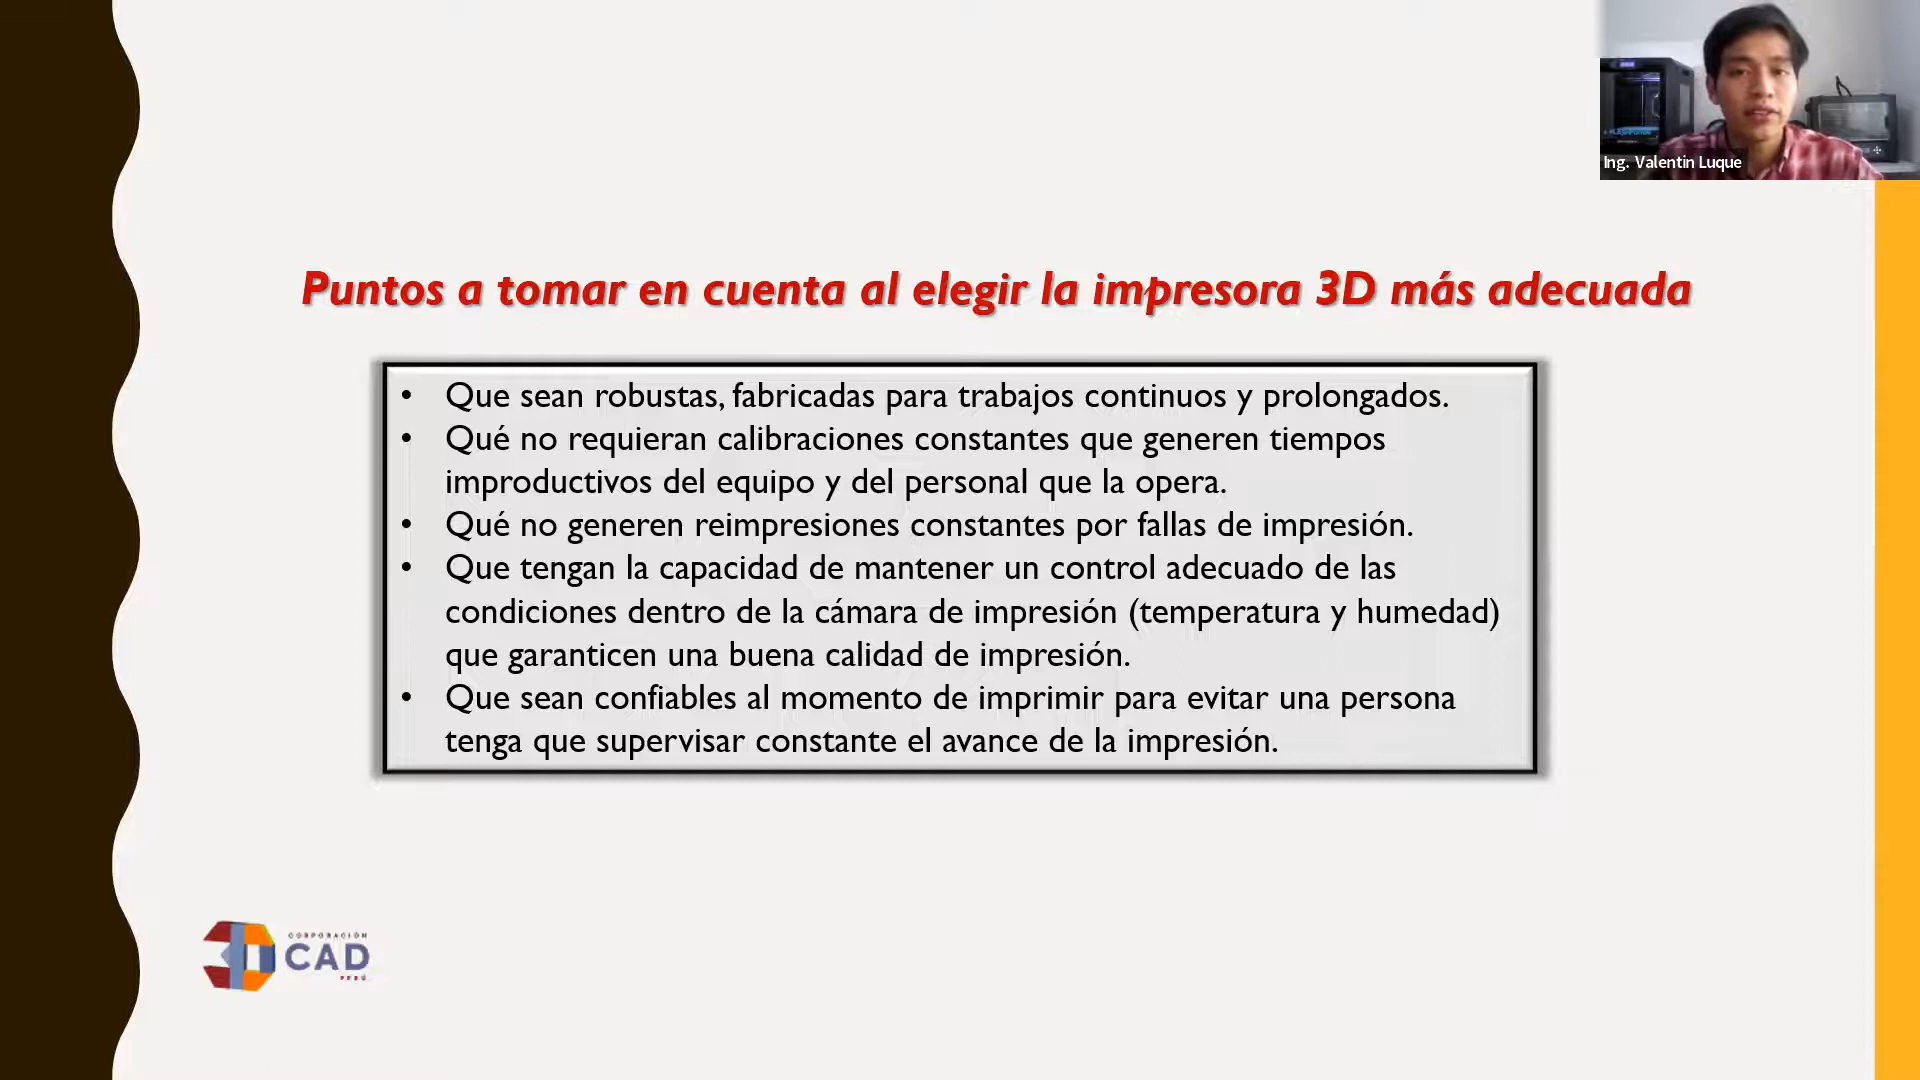 Ing. Valentin Luque
Puntos a tomar en cuenta al elegir la impresora 3D más adecuada
• Que sean robustas, fabricadas para trabajos continuos y prolongados.
• Qué no requieran calibraciones constantes que generen tiempos
improductivos del equipo y del personal que la opera.
• Qué no generen reimpresiones constantes por fallas de impresión.
• Que tengan la capacidad de mantener un control adecuado de las
condiciones dentro de la cámara de impresión (temperatura y humedad)
que garanticen una buena calidad de impresión.
• Que sean confiables al momento de imprimir para evitar una persona
tenga que supervisar constante el avance de la impresión.
3D
CORPORACIÓN
CAD
PERÚ